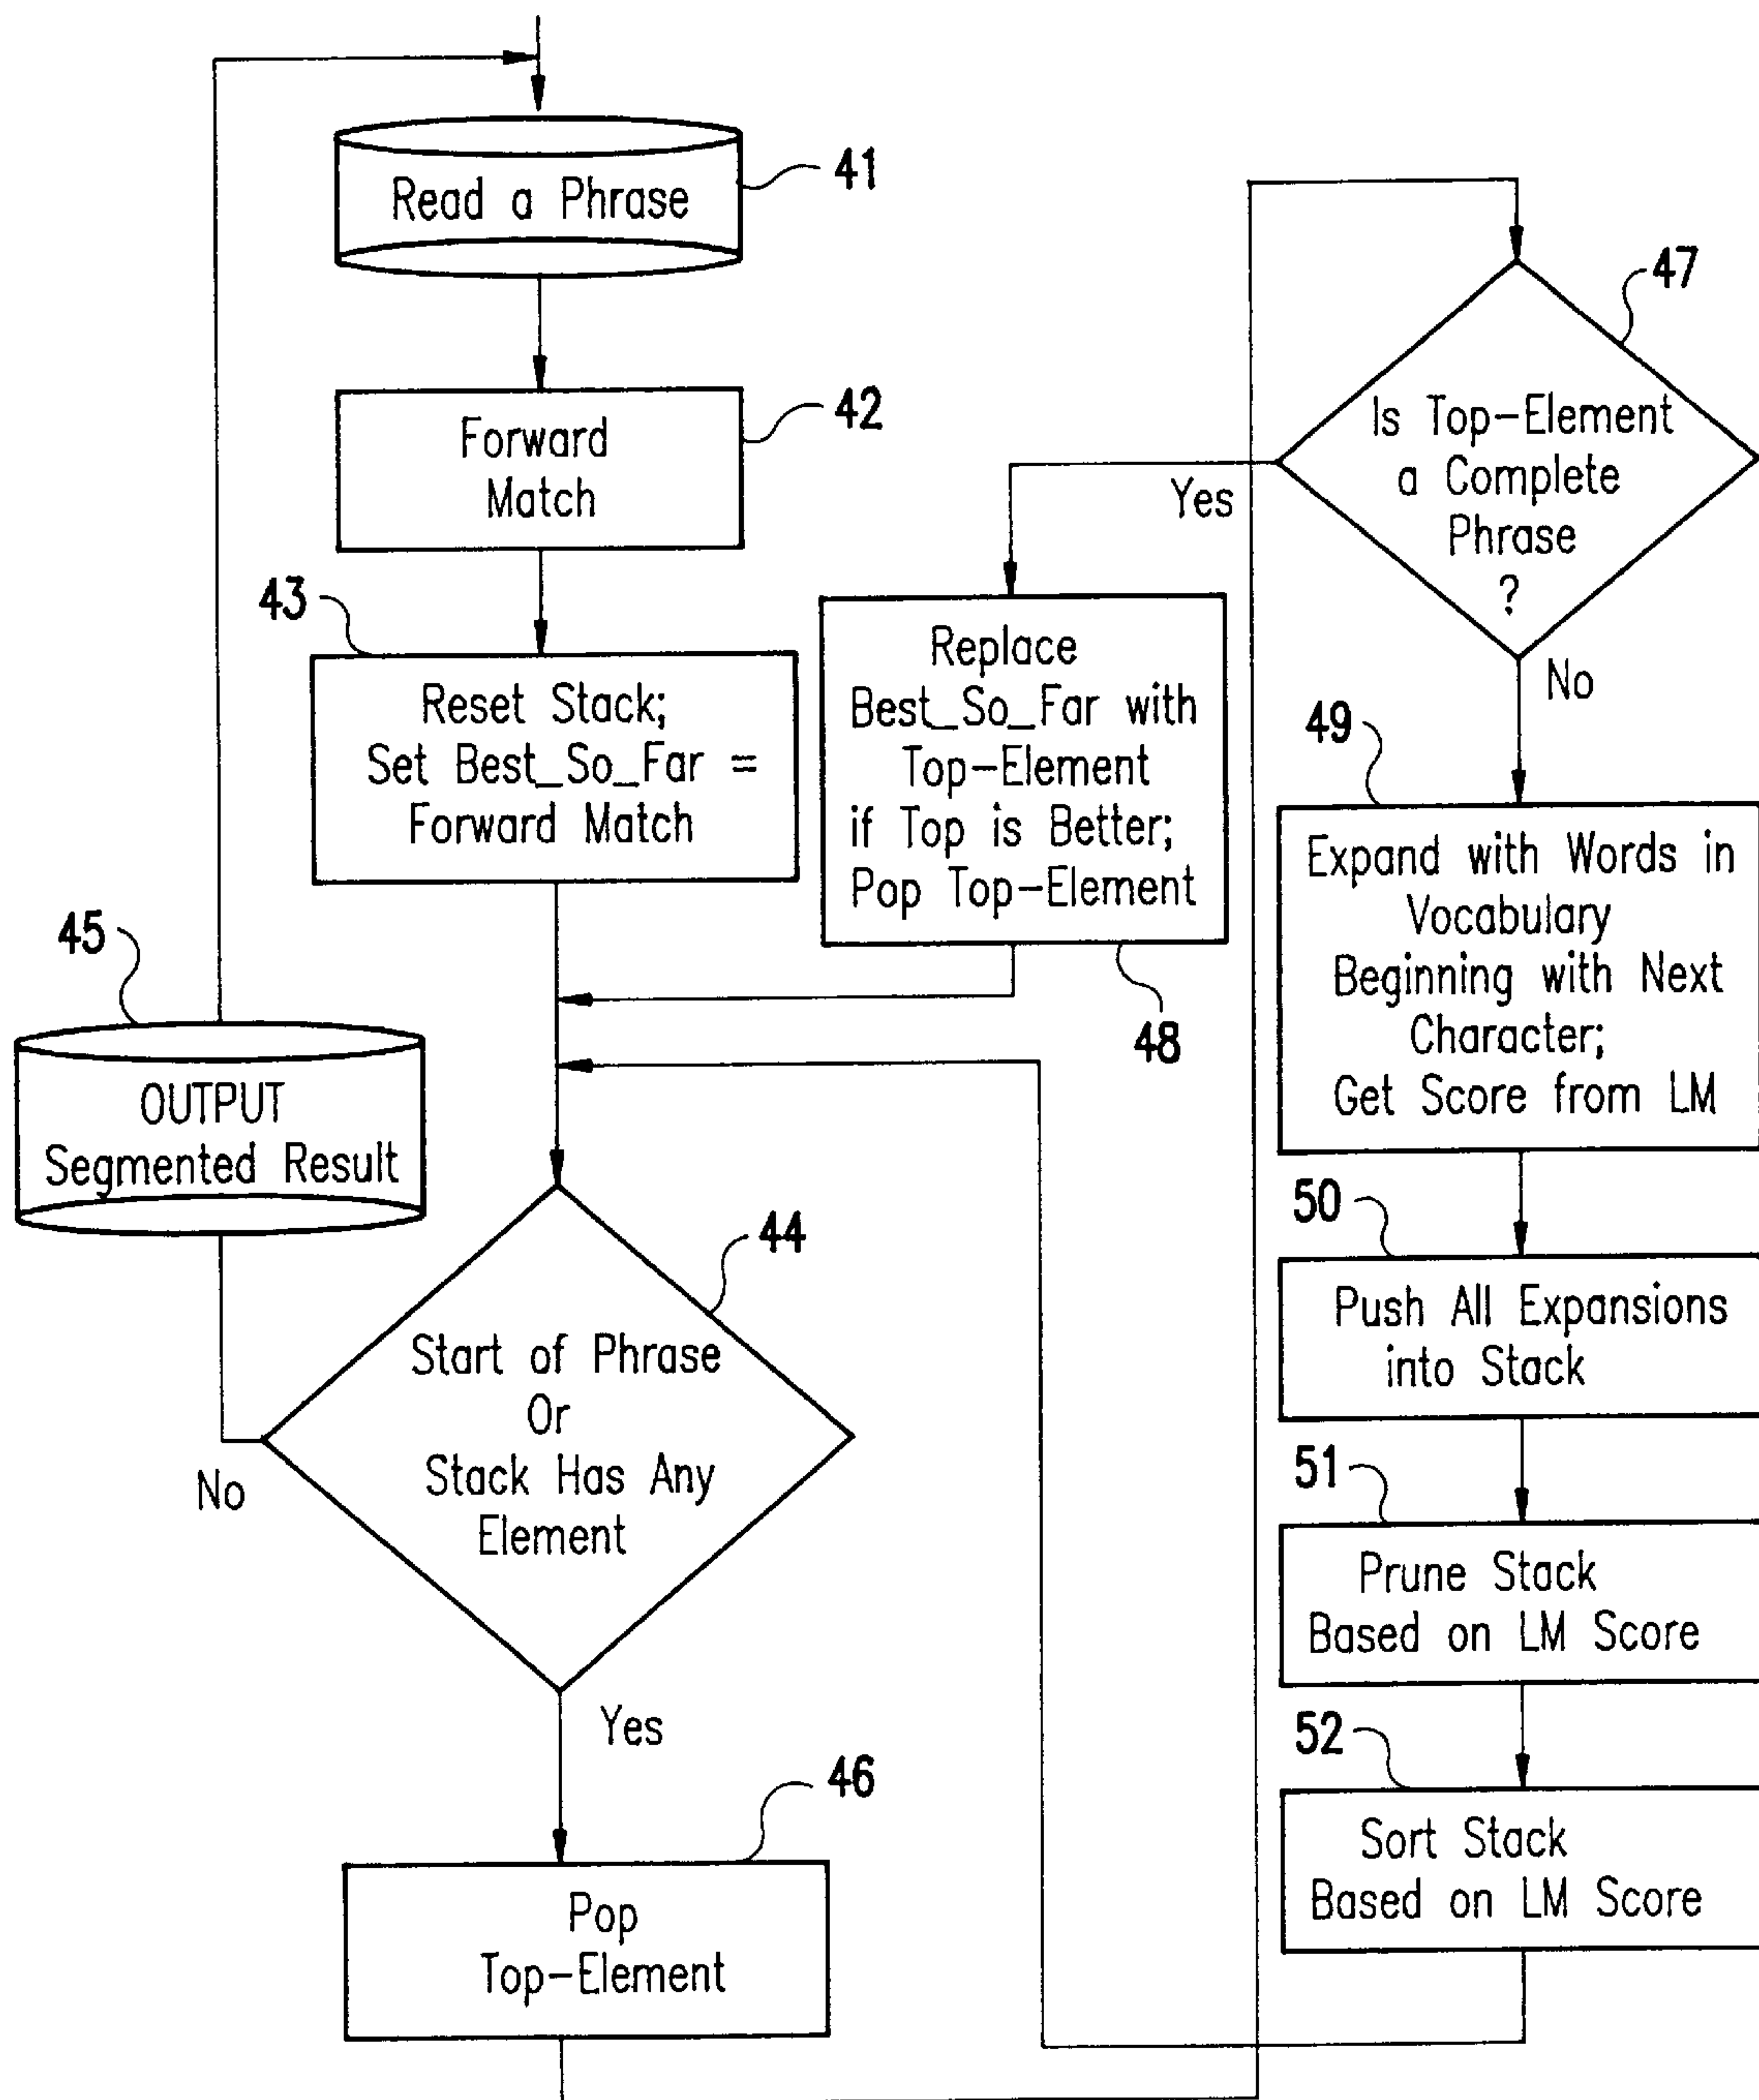 41
Read a Phrase
42
Forward
Match
43
Reset Stack;
Set Best_So_Far =
Forward Match
45
OUTPUT
Segmented Result
44
Start of Phrase
Or
Stack Has Any
Element
No
Yes
46
Pop
Top-Element
47
Is Top-Element
a Complete
Phrase
?
Yes
No
Replace
Best_So_Far with
Top-Element
if Top is Better;
Pop Top-Element
48
49
Expand with Words in
Vocabulary
Beginning with Next
Character;
Get Score from LM
50
Push All Expansions
into Stack
51
Prune Stack
Based on LM Score
52
Sort Stack
Based on LM Score